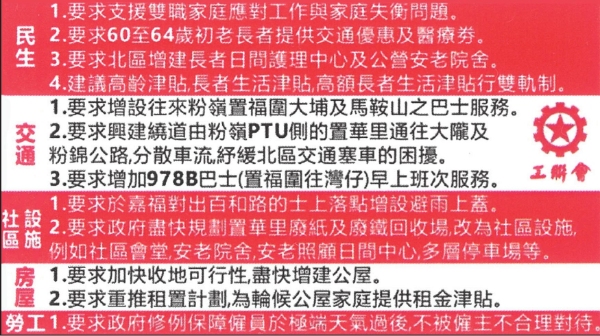 民生
1.要求支援雙職家庭應對工作與家庭失衡問題。
2.要求60至64歲初老長者提供交通優惠及醫療券。
3.要求北區增建長者日間護理中心及公營安老院舍。
4.建議高齡津貼,長者生活津貼,高額長者生活津貼行雙軌制。
交通
1.要求增設往來粉嶺置福圍大埔及馬鞍山之巴士服務。
2.要求興建繞道由粉嶺PTU側的置華里通往大隴及
粉錦公路,分散車流,紓緩北區交通塞車的困擾。
3.要求增加978B巴士(置福圍往灣仔)早上班次服務。
工聯會
社區設施
1.要求於嘉福對出百和路的士上落點增設避雨上蓋。
2.要求政府盡快規劃置華里廢紙及廢鐵回收場,改為社區設施,
例如社區會堂,安老院舍,安老照顧日間中心,多層停車場等。
房屋
1.要求加快收地可行性,盡快增建公屋。
2.要求重推租置計劃,為輪候公屋家庭提供租金津貼。
勞工
1.要求政府修例保障僱員於極端天氣過後,不被僱主不合理對待。